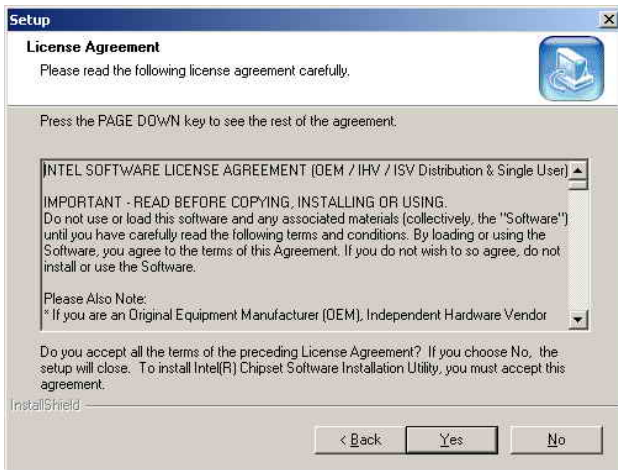 Setup
License Agreement
Please read the following license agreement carefully.
Press the PAGE DOWN key to see the rest of the agreement.
INTEL SOFTWARE LICENSE AGREEMENT (OEM / IHV / ISV Distribution & Single User)
IMPORTANT - READ BEFORE COPYING, INSTALLING OR USING.
Do not use or load this software and any associated materials (collectively, the "Software")
until you have carefully read the following terms and conditions. By loading or using the
Software, you agree to the terms of this Agreement. If you do not wish to so agree, do not
install or use the Software.
Please Also Note:
* If you are an Original Equipment Manufacturer (OEM), Independent Hardware Vendor
Do you accept all the terms of the preceding License Agreement? If you choose No, the
setup will close. To install Intel(R) Chipset Software Installation Utility, you must accept this
agreement.
InstallShield
< Back Yes No